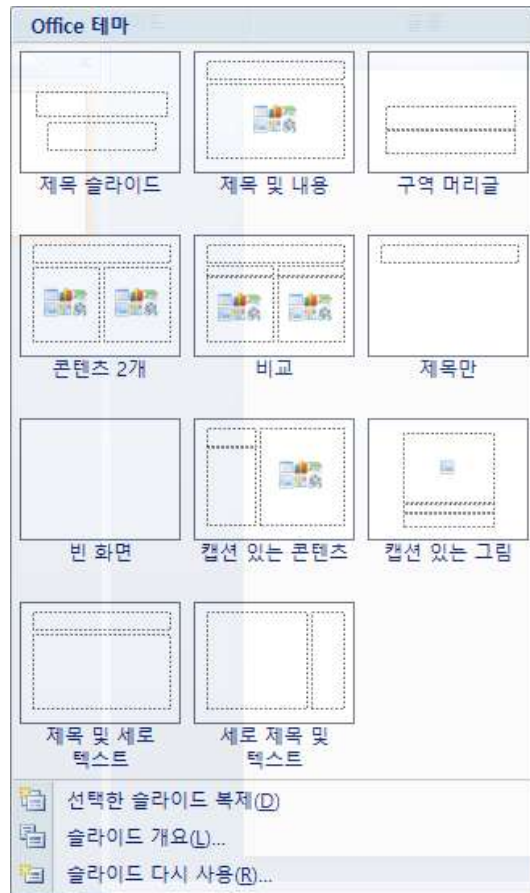 Office 테마
제목 슬라이드
제목 및 내용
구역 머리글
콘텐츠 2개
비교
제목만
빈 화면
캡션 있는 콘텐츠
캡션 있는 그림
제목 및 세로
텍스트
세로 제목 및
텍스트
선택한 슬라이드 복제(D)
슬라이드 개요(L)...
슬라이드 다시 사용(R)...